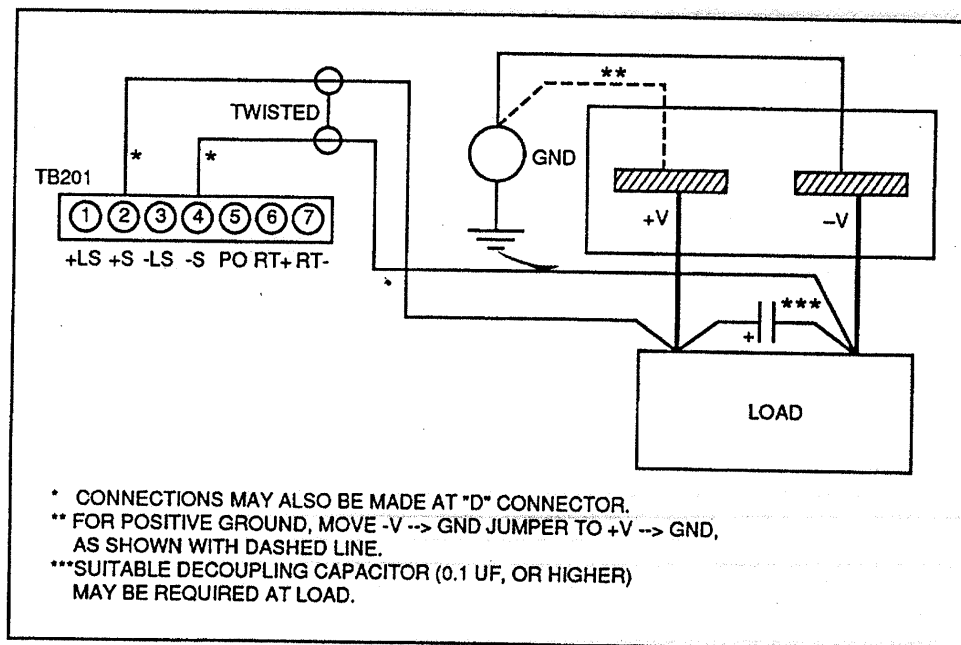 **
TWISTED
GND
* *
TB201
1 2 3 4 5 6 7
+V -V
+LS +S -LS -S PO RT+ RT-
***
+
LOAD
* CONNECTIONS MAY ALSO BE MADE AT "D" CONNECTOR.
** FOR POSITIVE GROUND, MOVE -V --> GND JUMPER TO +V --> GND,
AS SHOWN WITH DASHED LINE.
***SUITABLE DECOUPLING CAPACITOR (0.1 UF, OR HIGHER)
MAY BE REQUIRED AT LOAD.